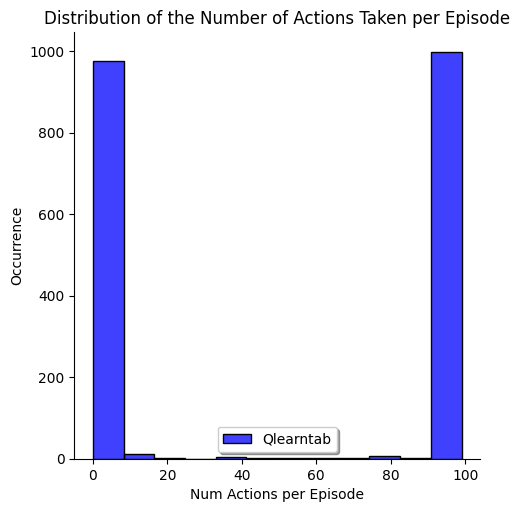 Distribution of the Number of Actions Taken per Episode
1000
800
600
400
200
0
Occurrence
Qlearntab
0 20 40 60 80 100
Num Actions per Episode